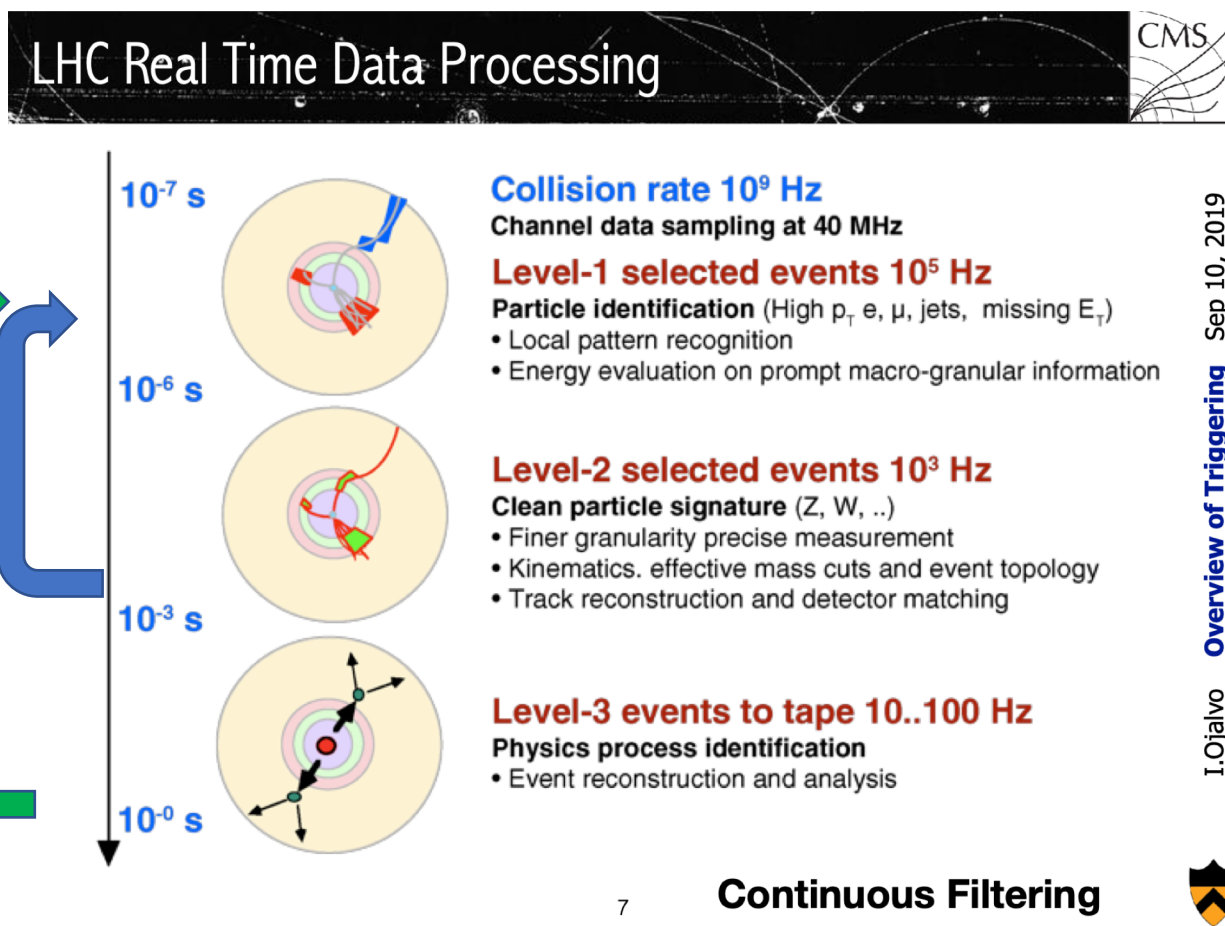 LHC Real Time Data Processing
CMS
10⁻⁷ s
Collision rate 10⁹ Hz
Channel data sampling at 40 MHz
Level-1 selected events 10⁵ Hz
Particle identification (High p_T e, μ, jets, missing E_T)
• Local pattern recognition
• Energy evaluation on prompt macro-granular information
10⁻⁶ s
Level-2 selected events 10³ Hz
Clean particle signature (Z, W, ..)
• Finer granularity precise measurement
• Kinematics. effective mass cuts and event topology
• Track reconstruction and detector matching
10⁻³ s
Level-3 events to tape 10..100 Hz
Physics process identification
• Event reconstruction and analysis
10⁻⁰ s
Continuous Filtering
7
I.Ojalvo Overview of Triggering Sep 10, 2019